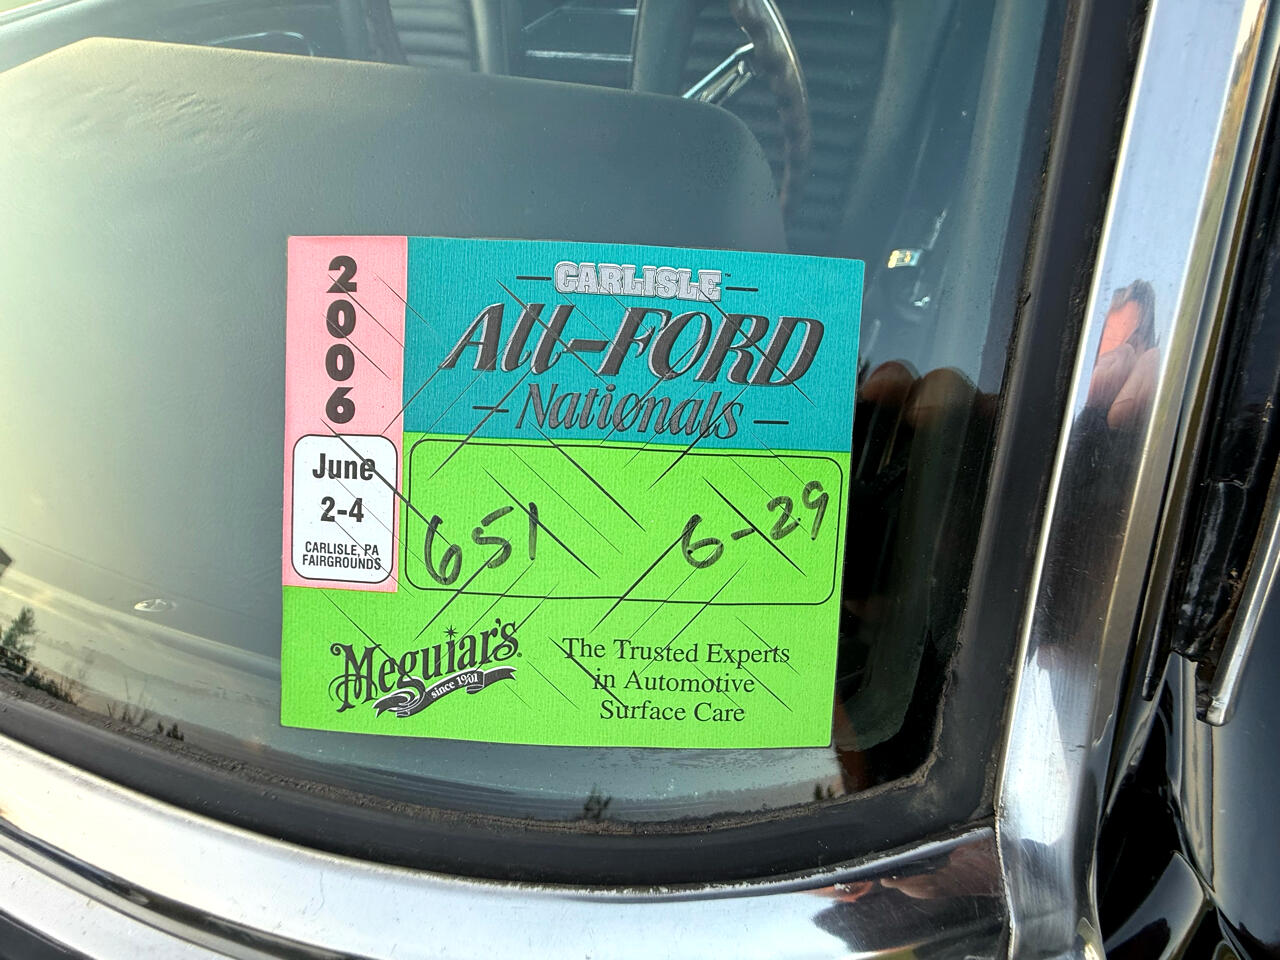 2006
June
2-4
CARLISLE, PA
FAIRGROUNDS
CARLISLE™
All-FORD
Nationals
651 6-29
Meguiar's®
since 1901
The Trusted Experts
in Automotive
Surface Care